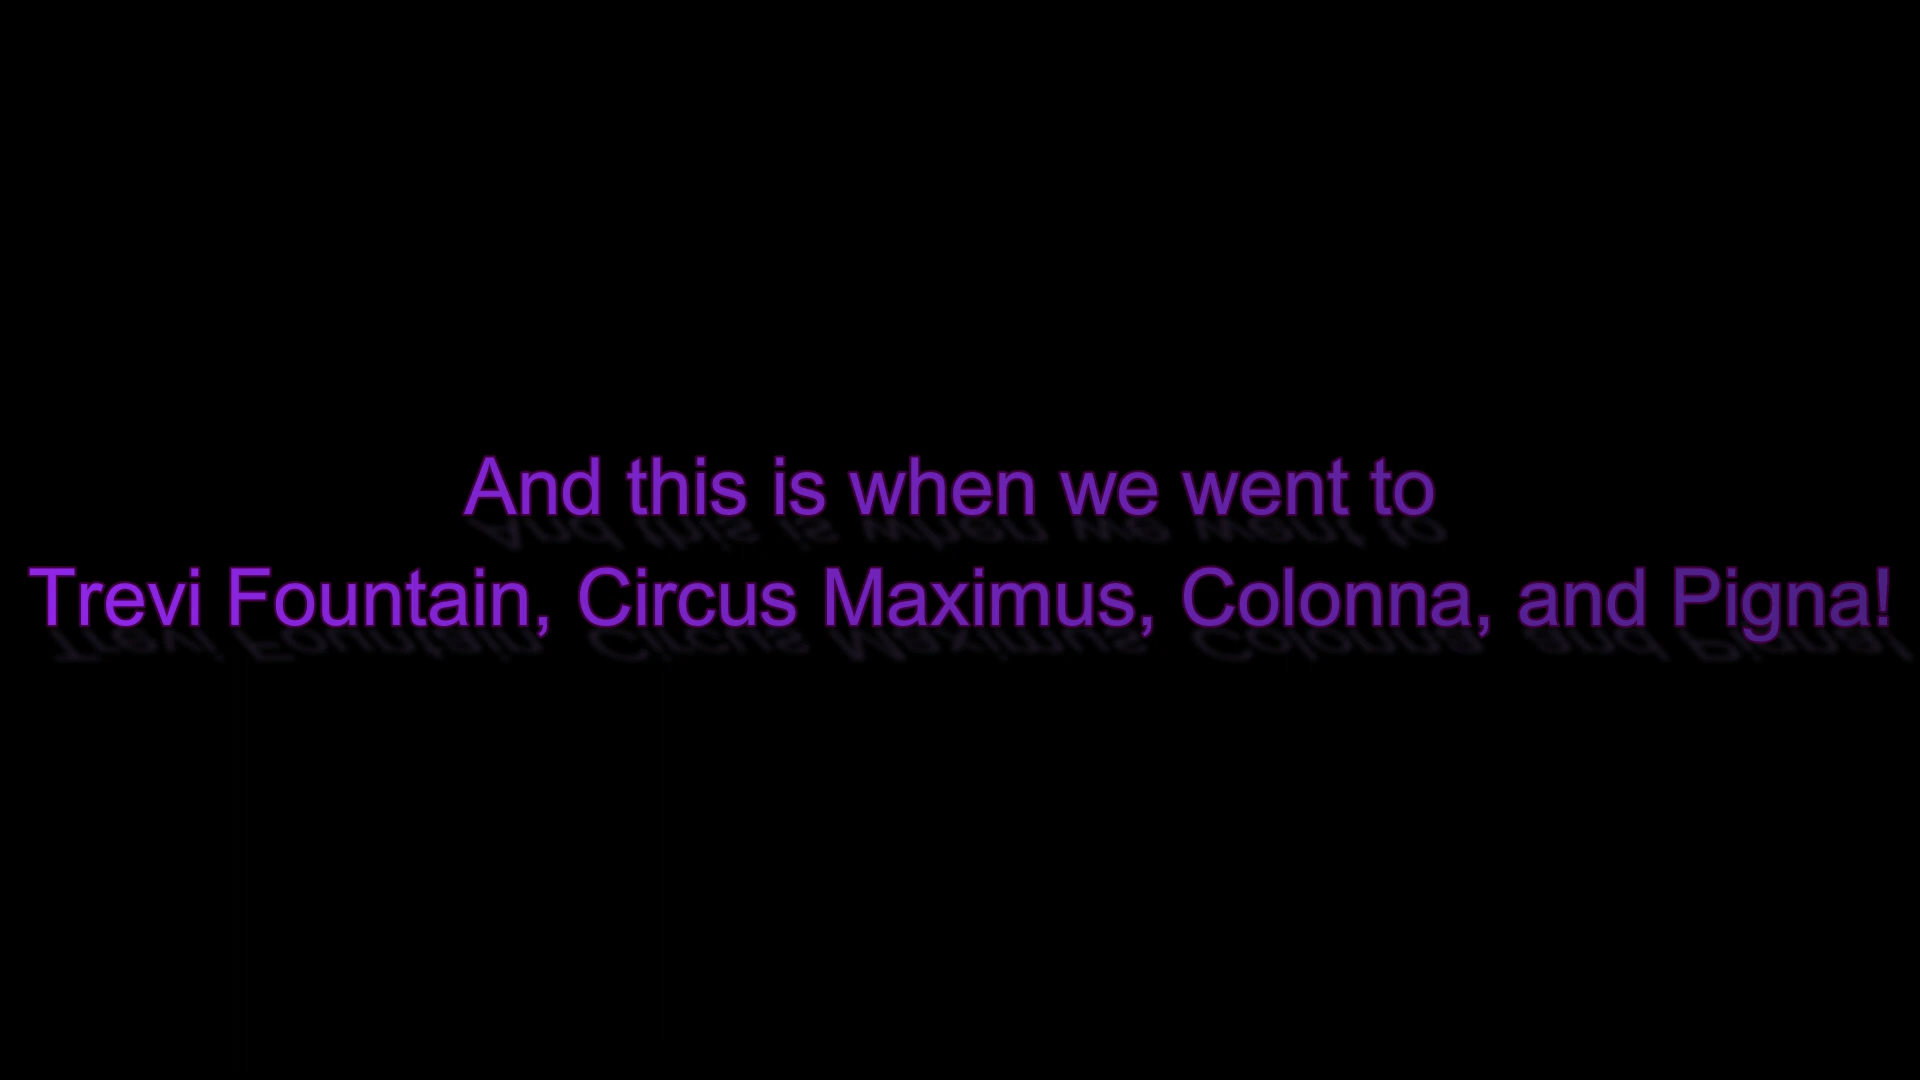 And this is when we went to
Trevi Fountain, Circus Maximus, Colonna, and Pigna!